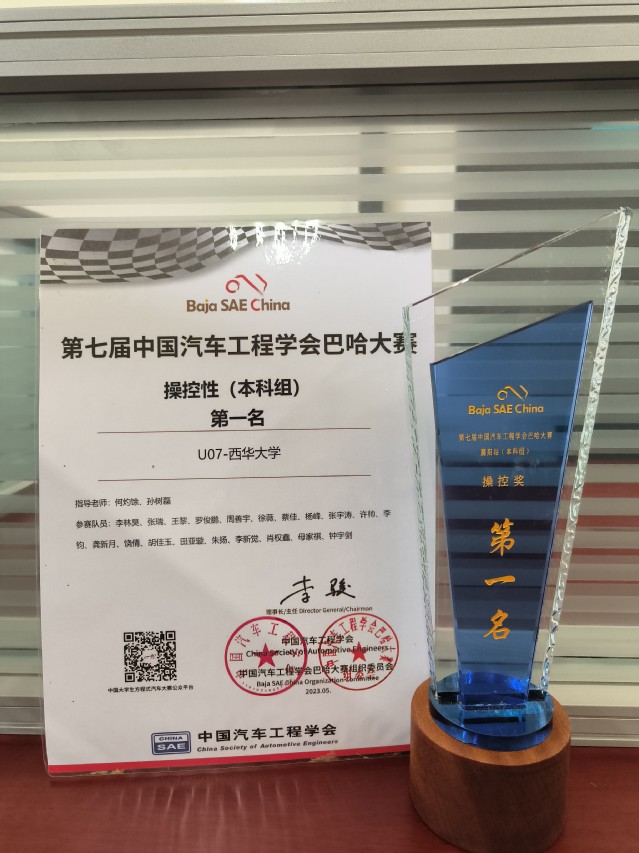 Baja SAE China
第七届中国汽车工程学会巴哈大赛
操控性（本科组）
第一名
U07-西华大学
指导老师：何灼馀、孙树磊
参赛队员：李林昊、张瑞、王黎、罗俊鹏、周善宇、徐薇、蔡佳、杨峰、张宇涛、许帅、李
钧、龚新月、饶倩、胡佳玉、田亚骏、朱扬、李新觉、肖权鑫、母家祺、钟宇剑
李骏
理事长/主任 Director General/Chairman
中国汽车工程学会
China Society of Automotive Engineers
中国汽车工程学会巴哈大赛组织委员会
Baja SAE China Organization Committee
2023.05.
中国大学生方程式汽车大赛公众平台
CHINA
SAE
中国汽车工程学会
China Society of Automotive Engineers
Baja SAE China
第七届中国汽车工程学会巴哈大赛
襄阳站（本科组）
操控奖
第一名